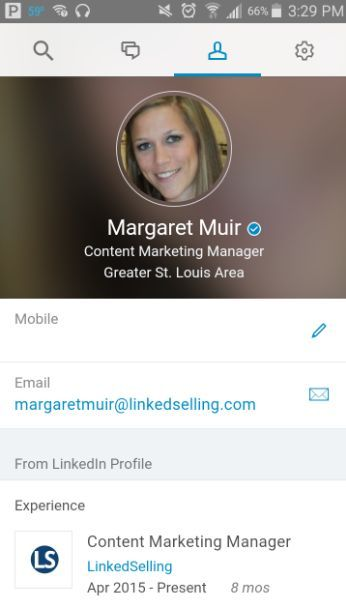 P 59° 66% 3:29 PM
Margaret Muir
Content Marketing Manager
Greater St. Louis Area
Mobile
Email
margaretmuir@linkedselling.com
From LinkedIn Profile
Experience
Content Marketing Manager
LS
LinkedSelling
Apr 2015 - Present 8 mos